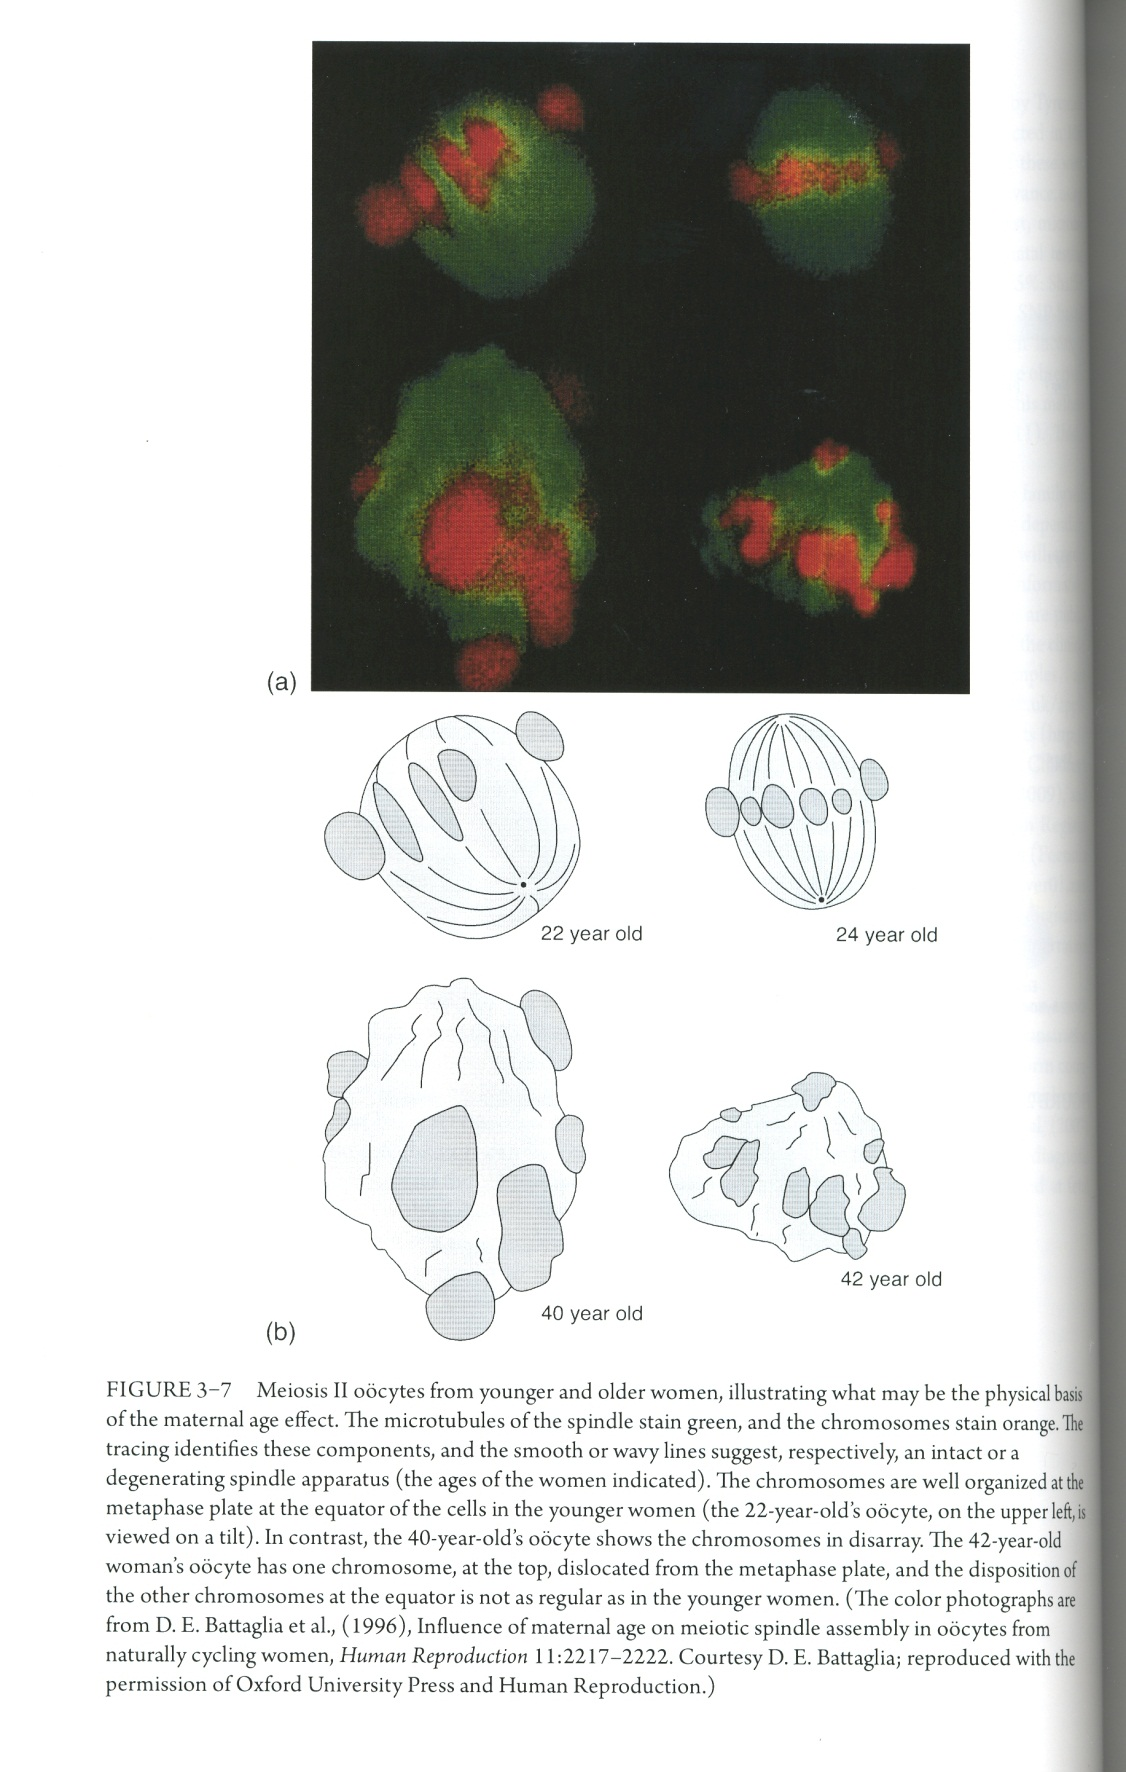 (a)
22 year old
24 year old
40 year old
42 year old
(b)
FIGURE 3–7 Meiosis II oöcytes from younger and older women, illustrating what may be the physical basis
of the maternal age effect. The microtubules of the spindle stain green, and the chromosomes stain orange. The
tracing identifies these components, and the smooth or wavy lines suggest, respectively, an intact or a
degenerating spindle apparatus (the ages of the women indicated). The chromosomes are well organized at the
metaphase plate at the equator of the cells in the younger women (the 22-year-old's oöcyte, on the upper left, is
viewed on a tilt). In contrast, the 40-year-old's oöcyte shows the chromosomes in disarray. The 42-year-old
woman's oöcyte has one chromosome, at the top, dislocated from the metaphase plate, and the disposition of
the other chromosomes at the equator is not as regular as in the younger women. (The color photographs are
from D. E. Battaglia et al., (1996), Influence of maternal age on meiotic spindle assembly in oöcytes from
naturally cycling women, Human Reproduction 11:2217–2222. Courtesy D. E. Battaglia; reproduced with the
permission of Oxford University Press and Human Reproduction.)